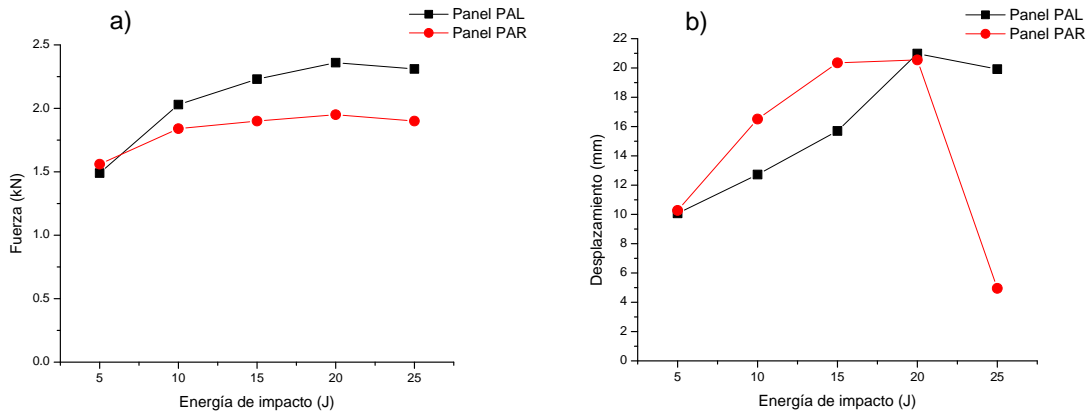 a)
Panel PAL
Panel PAR
2.5
2.0
1.5
1.0
0.5
0.0
Fuerza (kN)
5 10 15 20 25
Energía de impacto (J)
b)
Panel PAL
Panel PAR
22
20
18
16
14
12
10
8
6
4
2
0
Desplazamiento (mm)
5 10 15 20 25
Energía de impacto (J)